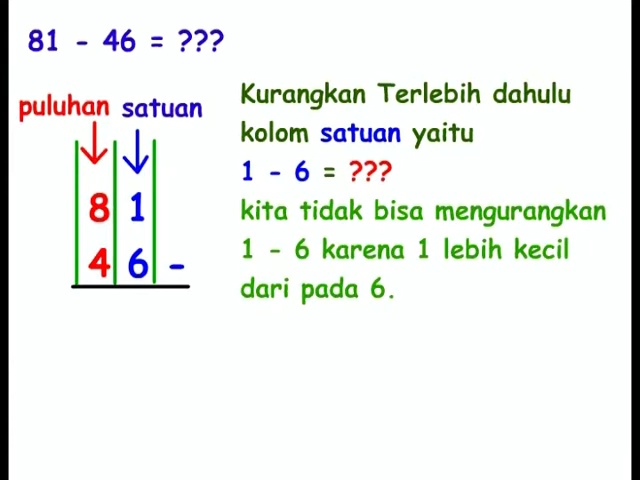 81 - 46 = ???
puluhan satuan
8 1
4 6 -
Kurangkan Terlebih dahulu
kolom satuan yaitu
1 - 6 = ???
kita tidak bisa mengurangkan
1 - 6 karena 1 lebih kecil
dari pada 6.